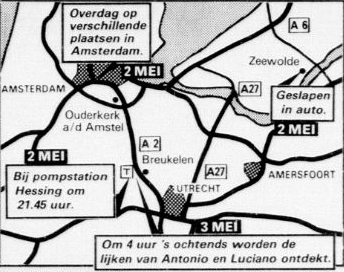 Overdag op
verschillende
plaatsen in
Amsterdam.
A 6
Zeewolde
2 MEI
AMSTERDAM
A27
Geslapen
in auto.
Ouderkerk
a/d Amstel
2 MEI
A 2
2 MEI
Breukelen
Bij pompstation
Hessing om
21.45 uur.
T
A27
AMERSFOORT
UTRECHT
3 MEI
Om 4 uur 's ochtends worden de
lijken van Antonio en Luciano ontdekt.